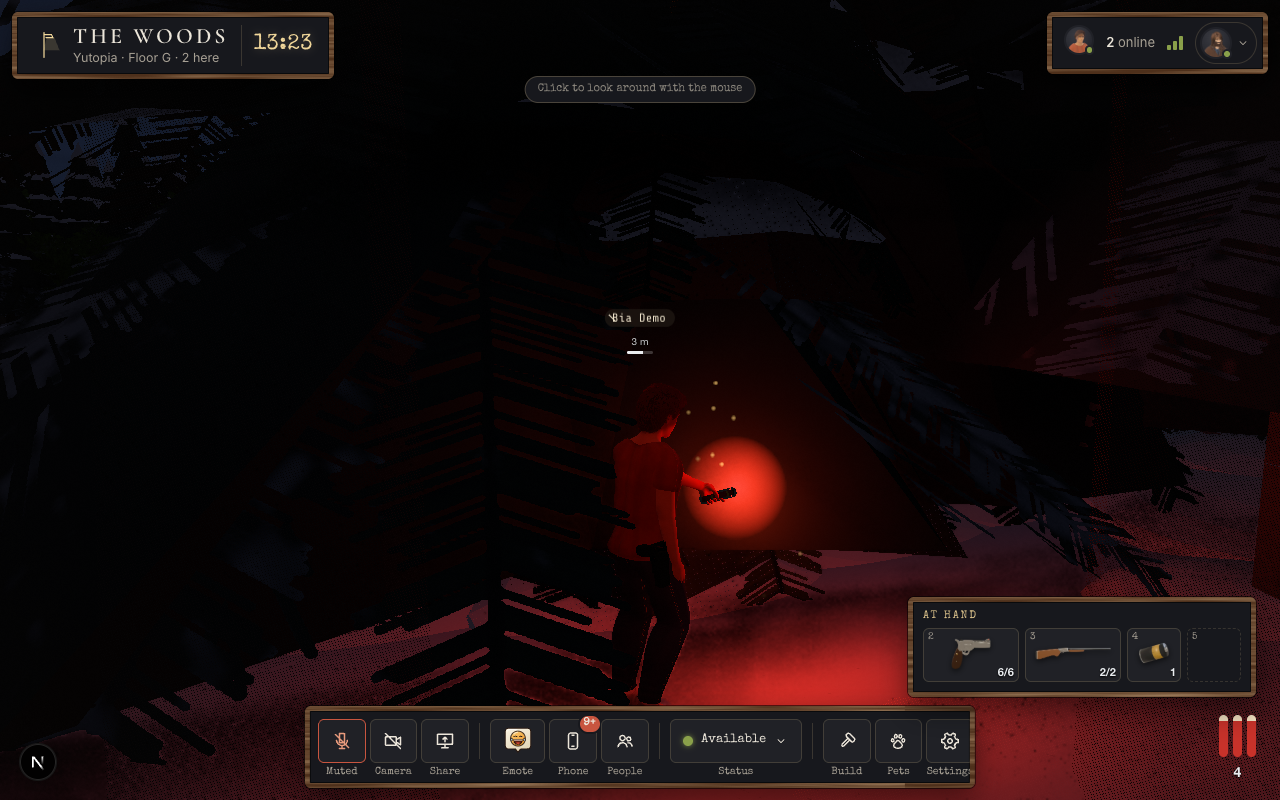 THE WOODS
Yutopia · Floor G · 2 here
13:23
2 online
Click to look around with the mouse
Bia Demo
3 m
AT HAND
2
6/6
3
2/2
4
1
5
9+
Available
Muted
Camera
Share
Emote
Phone
People
Status
Build
Pets
Settings
N
4